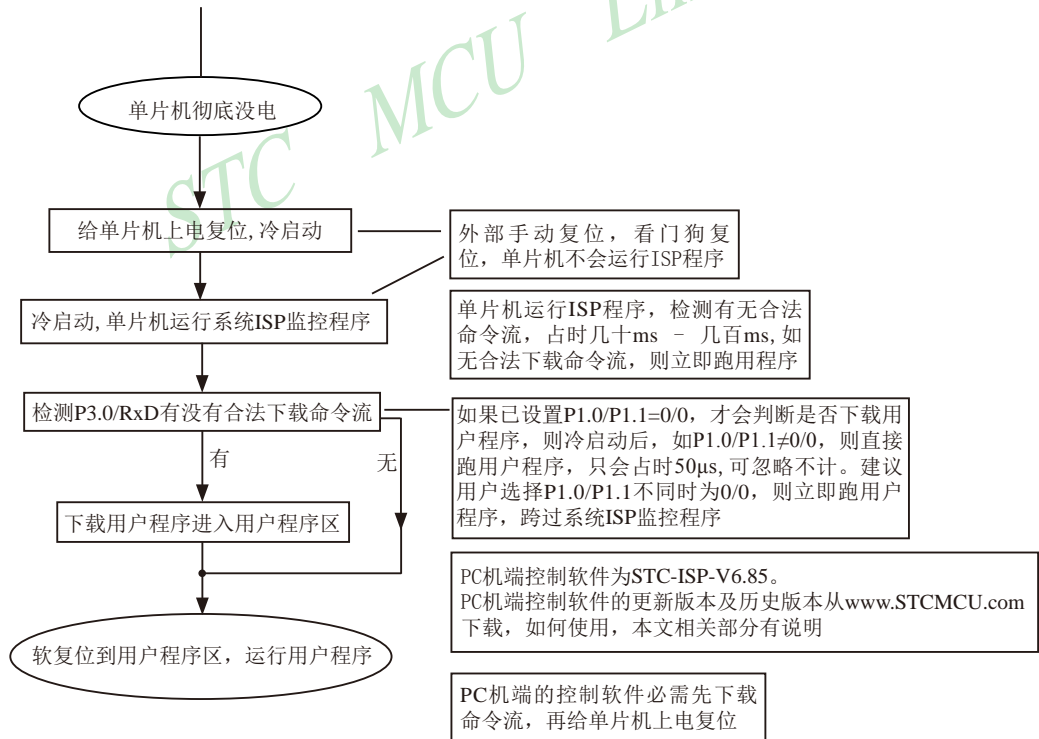 STC MCU Lim
单片机彻底没电
给单片机上电复位,冷启动
外部手动复位，看门狗复
位，单片机不会运行ISP程序
冷启动,单片机运行系统ISP监控程序
单片机运行ISP程序，检测有无合法
命令流，占时几十ms – 几百ms,如
无合法下载命令流，则立即跑用程序
检测P3.0/RxD有没有合法下载命令流
如果已设置P1.0/P1.1=0/0，才会判断是否下载用
户程序，则冷启动后，如P1.0/P1.1≠0/0，则直接
跑用户程序，只会占时50μs,可忽略不计。建议
用户选择P1.0/P1.1不同时为0/0，则立即跑用户
程序，跨过系统ISP监控程序
有
无
下载用户程序进入用户程序区
PC机端控制软件为STC-ISP-V6.85。
PC机端控制软件的更新版本及历史版本从www.STCMCU.com
下载，如何使用，本文相关部分有说明
软复位到用户程序区，运行用户程序
PC机端的控制软件必需先下载
命令流，再给单片机上电复位